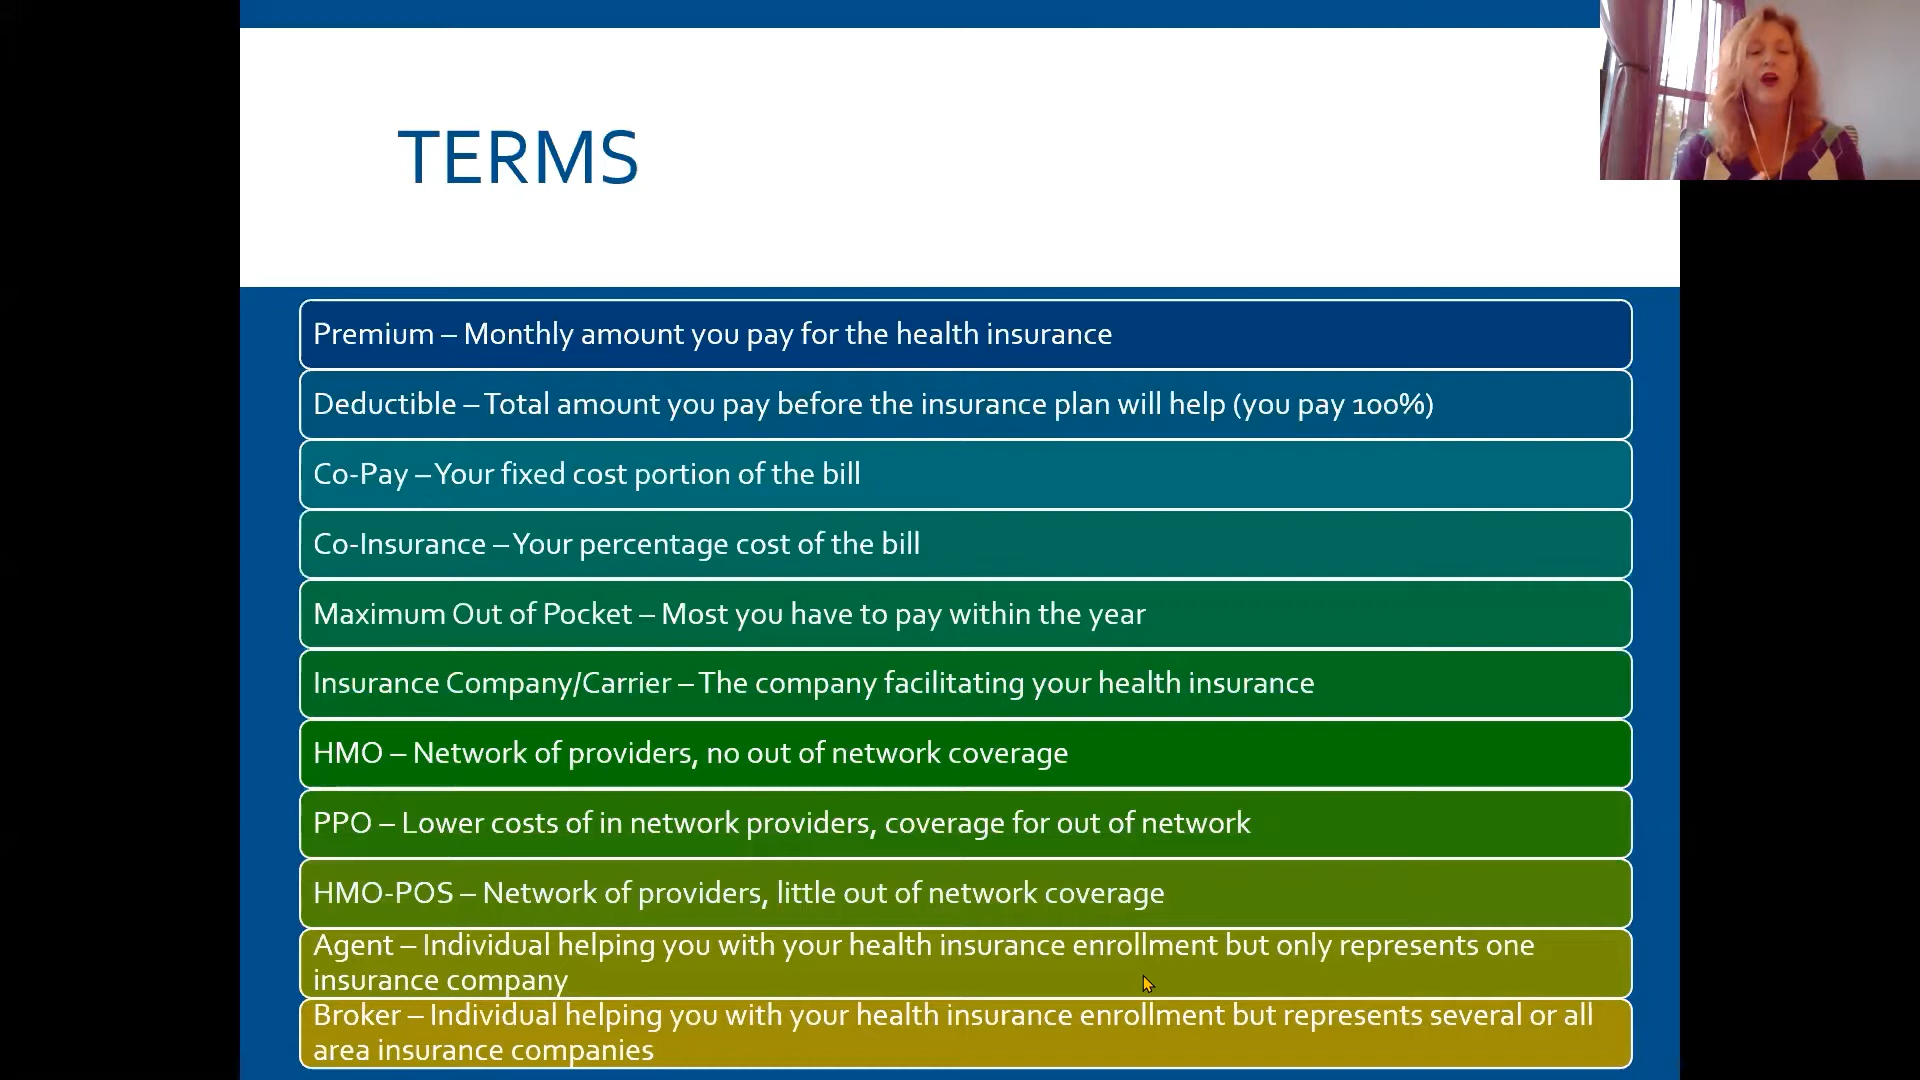 TERMS
Premium – Monthly amount you pay for the health insurance
Deductible – Total amount you pay before the insurance plan will help (you pay 100%)
Co-Pay – Your fixed cost portion of the bill
Co-Insurance – Your percentage cost of the bill
Maximum Out of Pocket – Most you have to pay within the year
Insurance Company/Carrier – The company facilitating your health insurance
HMO – Network of providers, no out of network coverage
PPO – Lower costs of in network providers, coverage for out of network
HMO-POS – Network of providers, little out of network coverage
Agent – Individual helping you with your health insurance enrollment but only represents one
insurance company
Broker – Individual helping you with your health insurance enrollment but represents several or all
area insurance companies